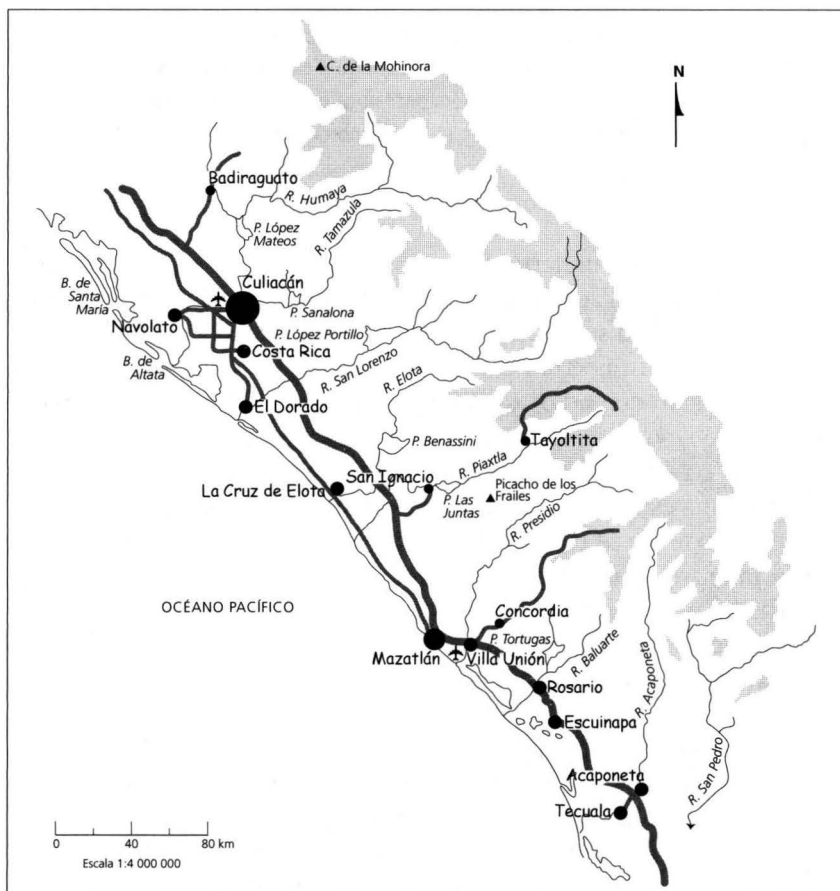 C. de la Mohinora
N
Badiraguato
R. Humaya
P. López
Mateos
R. Tamazula
Culiacán
B. de
Santa
María
P. Sanalona
Navolato
P. López Portillo
Costa Rica
B. de
Altata
R. San Lorenzo
R. Elota
El Dorado
P. Benassini
Tayoltita
San Ignacio
R. Piaxtla
La Cruz de Elota
P. Las
Juntas
Picacho de los
Frailes
R. Presidio
OCÉANO PACÍFICO
Concordia
P. Tortugas
Mazatlán
Villa Unión
R. Baluarte
R. Acaponeta
Rosario
Escuinapa
R. San Pedro
Acaponeta
Tecuala
0 40 80 km
Escala 1:4 000 000